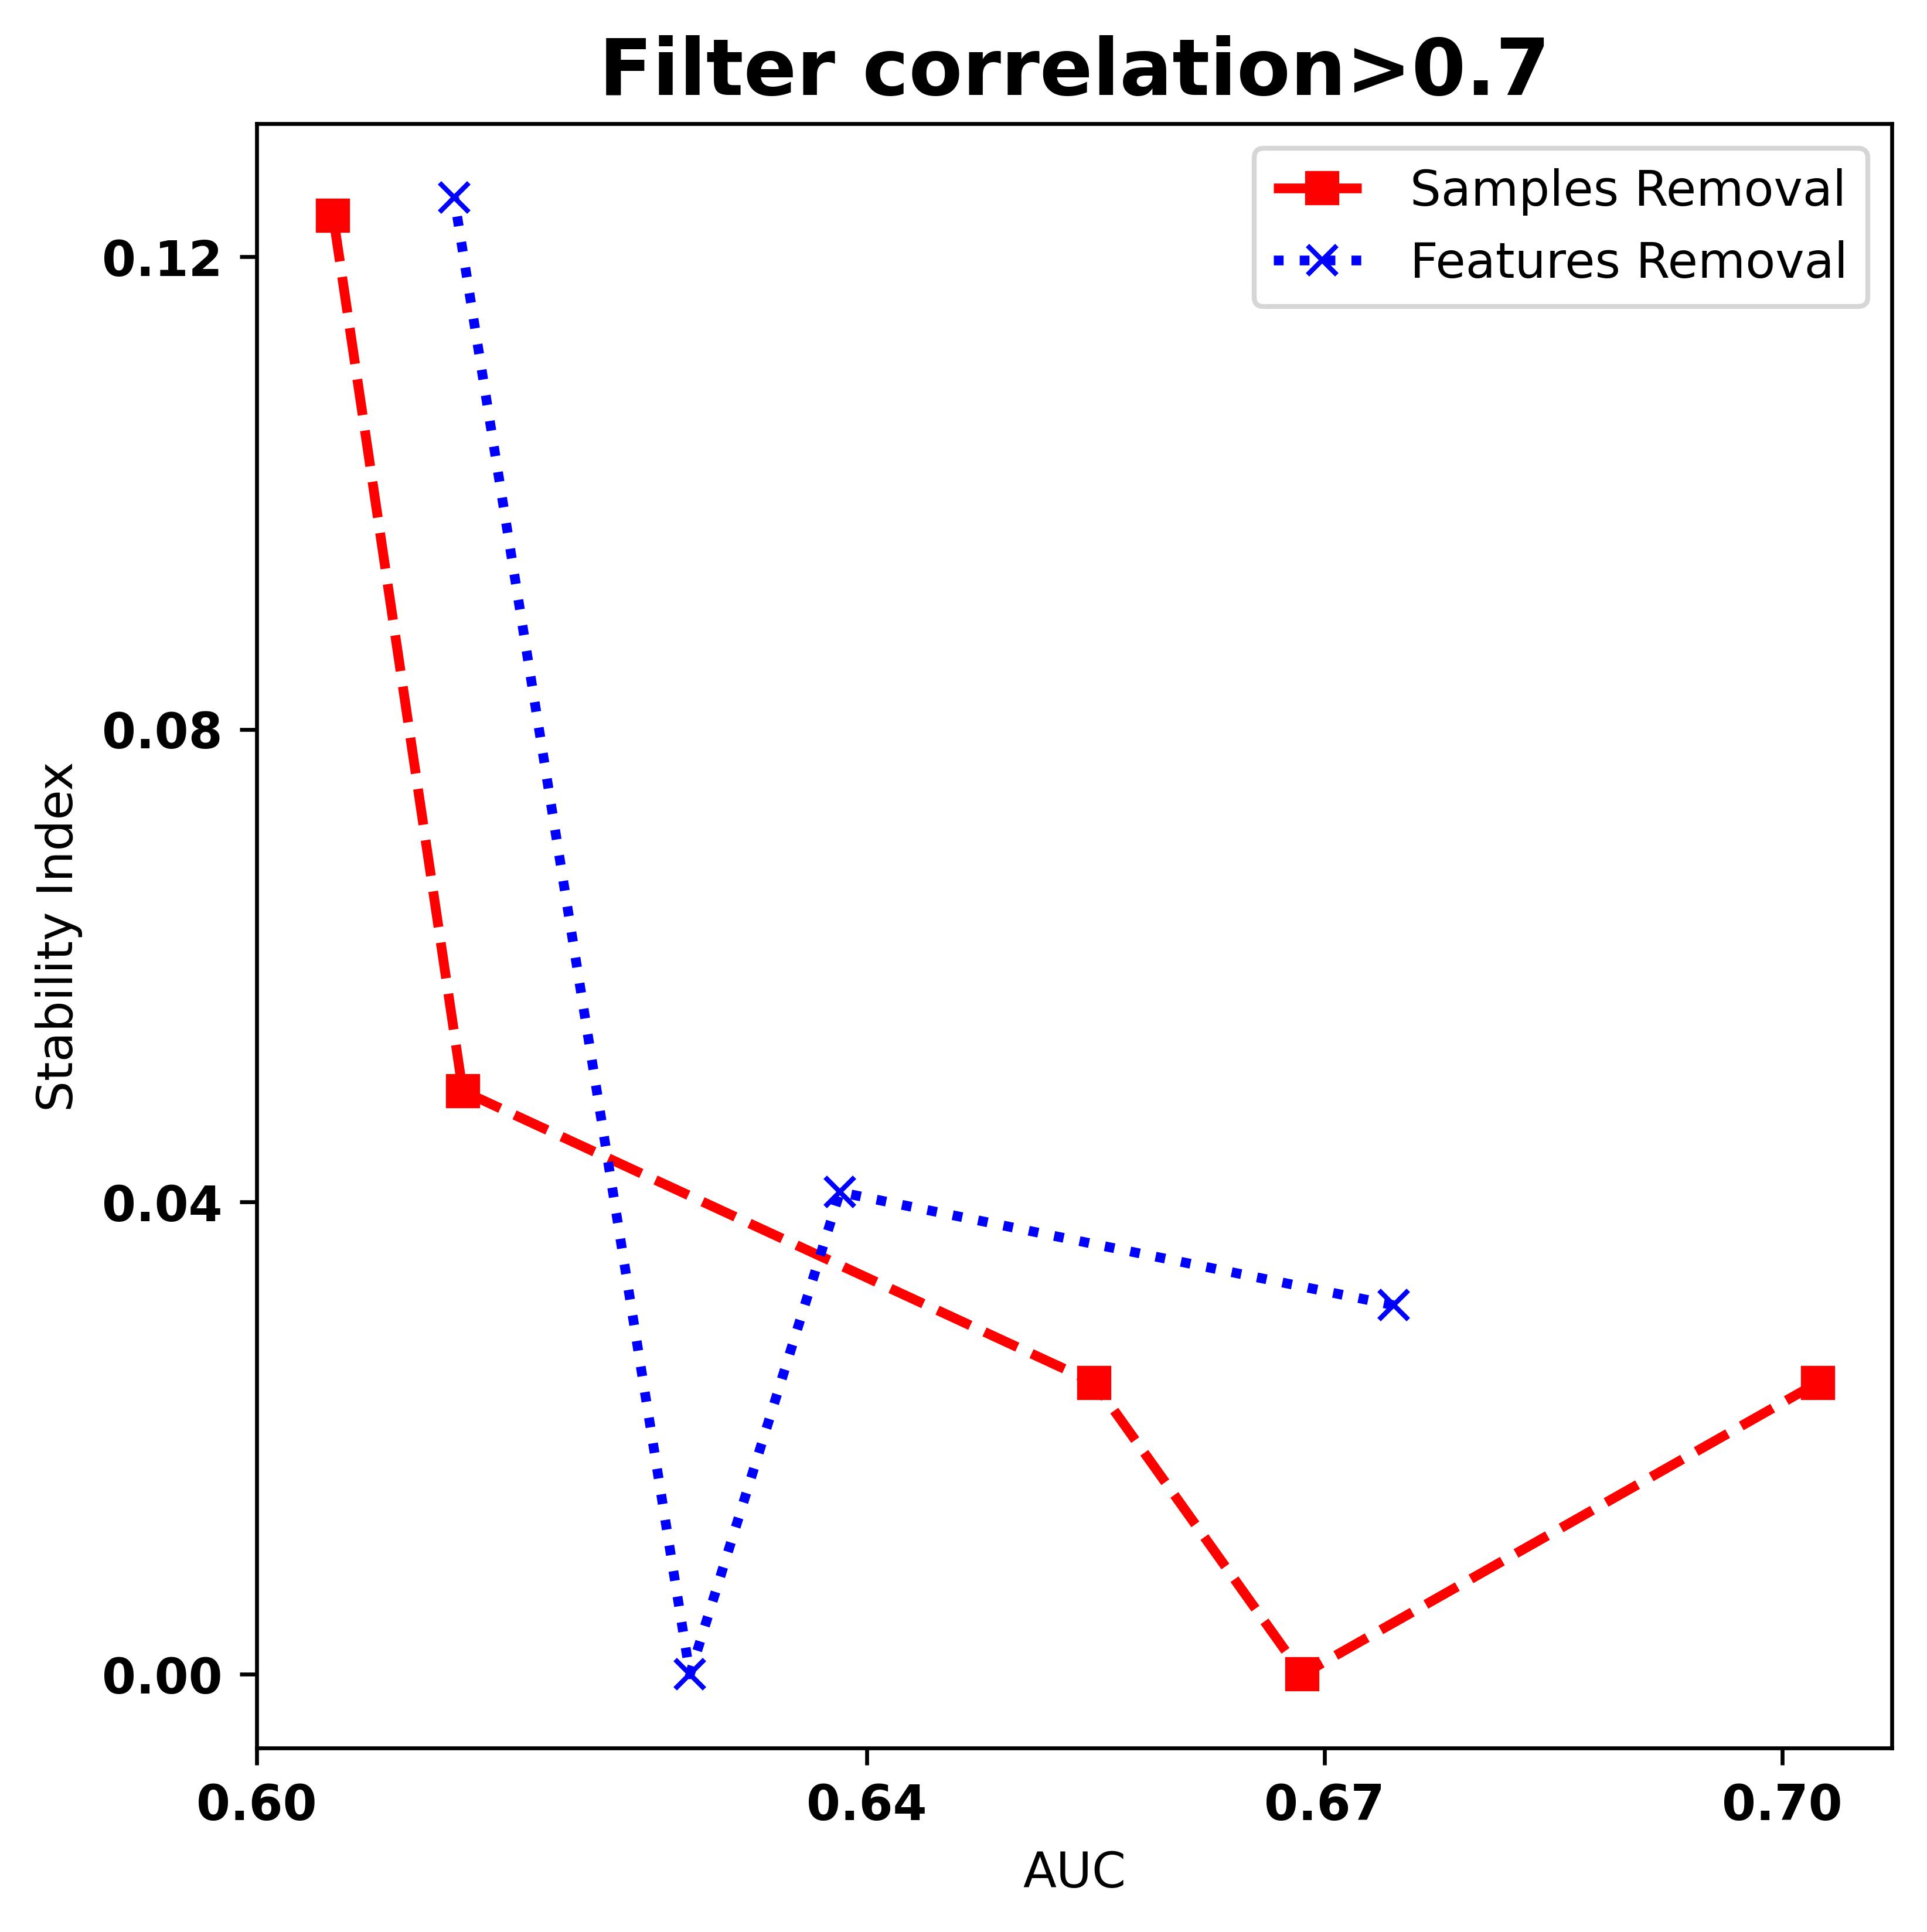 Filter correlation>0.7
Samples Removal
Features Removal
0.12
0.08
0.04
0.00
Stability Index
0.60 0.64 0.67 0.70
AUC